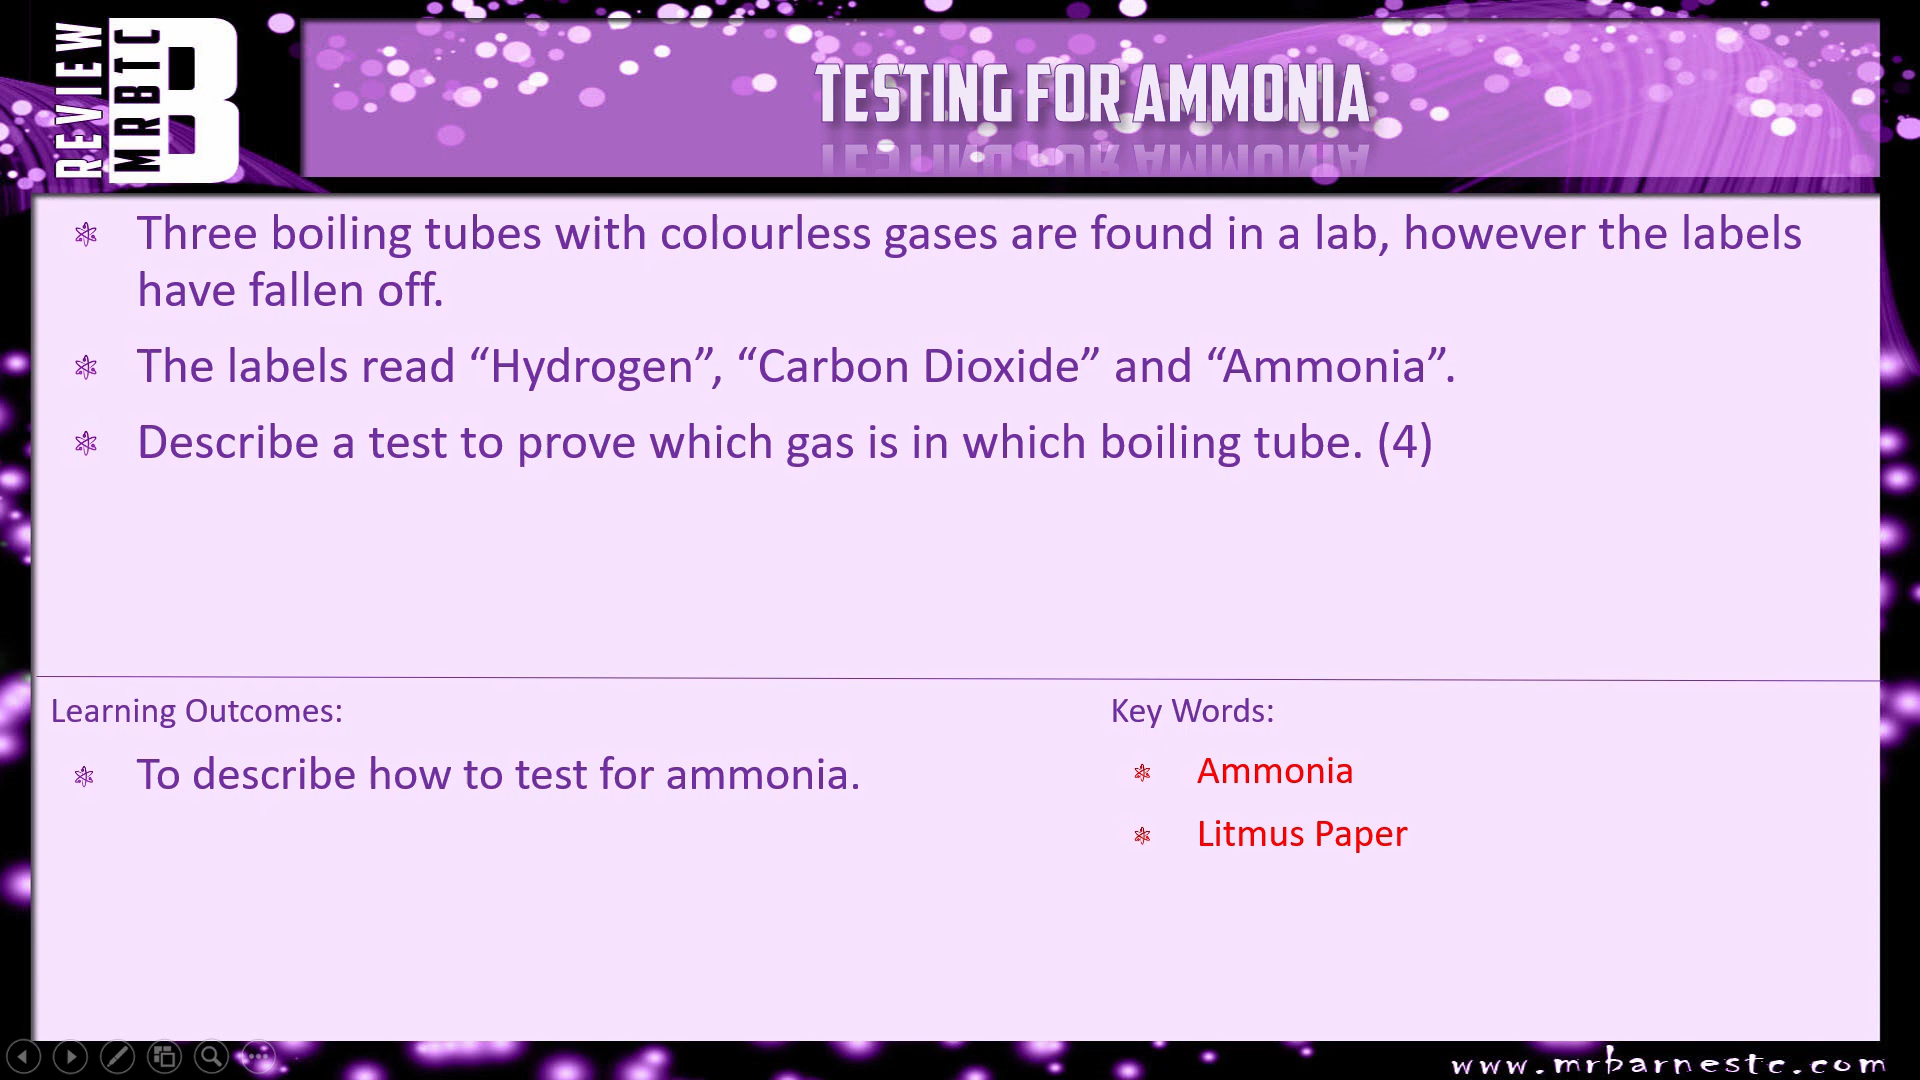 REVIEW
MRBTC
B
TESTING FOR AMMONIA
Three boiling tubes with colourless gases are found in a lab, however the labels
have fallen off.
The labels read “Hydrogen”, “Carbon Dioxide” and “Ammonia”.
Describe a test to prove which gas is in which boiling tube. (4)
Learning Outcomes:
To describe how to test for ammonia.
Key Words:
Ammonia
Litmus Paper
www.mrbarnestc.com